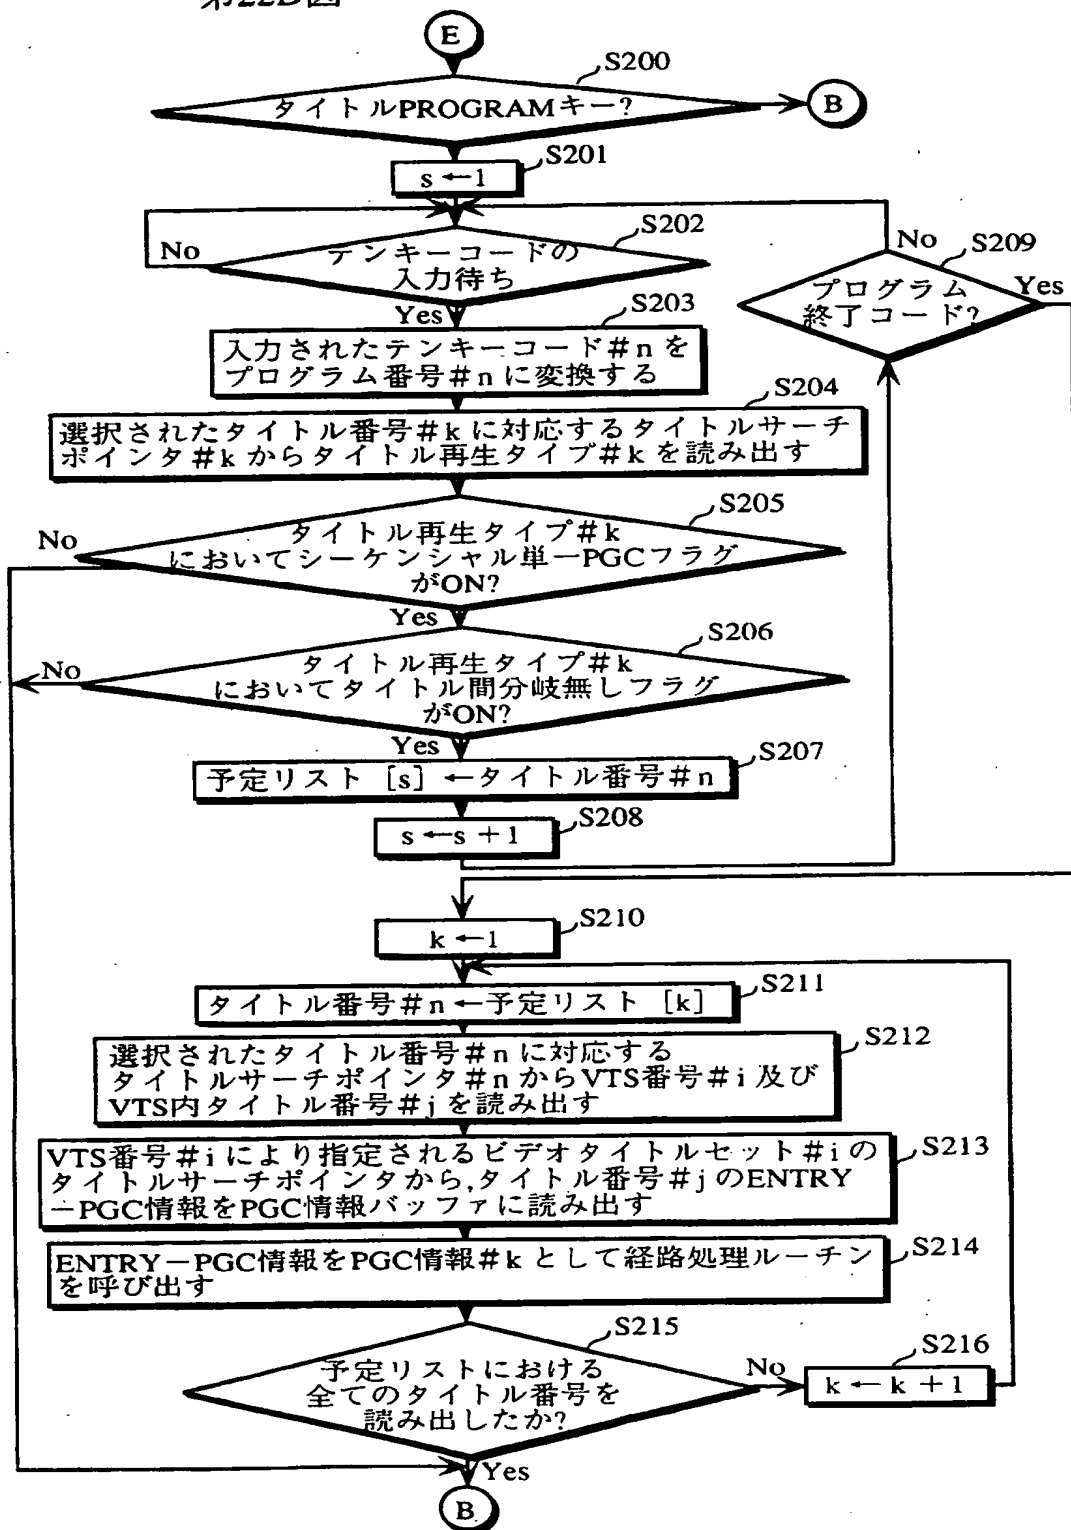 第22B図
E
S200
タイトルPROGRAMキー?
B
S201
s←1
S202
No
テンキーコードの
入力待ち
Yes
No
S209
プログラム
終了コード?
Yes
S203
入力されたテンキーコード#nを
プログラム番号#nに変換する
S204
選択されたタイトル番号#kに対応するタイトルサーチ
ポインタ#kからタイトル再生タイプ#kを読み出す
S205
No
タイトル再生タイプ#k
においてシーケンシャル単一PGCフラグ
がON?
Yes
S206
No
タイトル再生タイプ#k
においてタイトル間分岐無しフラグ
がON?
Yes
S207
予定リスト [s]←タイトル番号#n
S208
s←s+1
S210
k←1
S211
タイトル番号#n←予定リスト [k]
S212
選択されたタイトル番号#nに対応する
タイトルサーチポインタ#nからVTS番号#i及び
VTS内タイトル番号#jを読み出す
S213
VTS番号#iにより指定されるビデオタイトルセット#iの
タイトルサーチポインタから,タイトル番号#jのENTRY
-PGC情報をPGC情報バッファに読み出す
S214
ENTRY-PGC情報をPGC情報#kとして経路処理ルーチン
を呼び出す
S215
予定リストにおける
全てのタイトル番号を
読み出したか?
No
S216
k←k+1
Yes
B